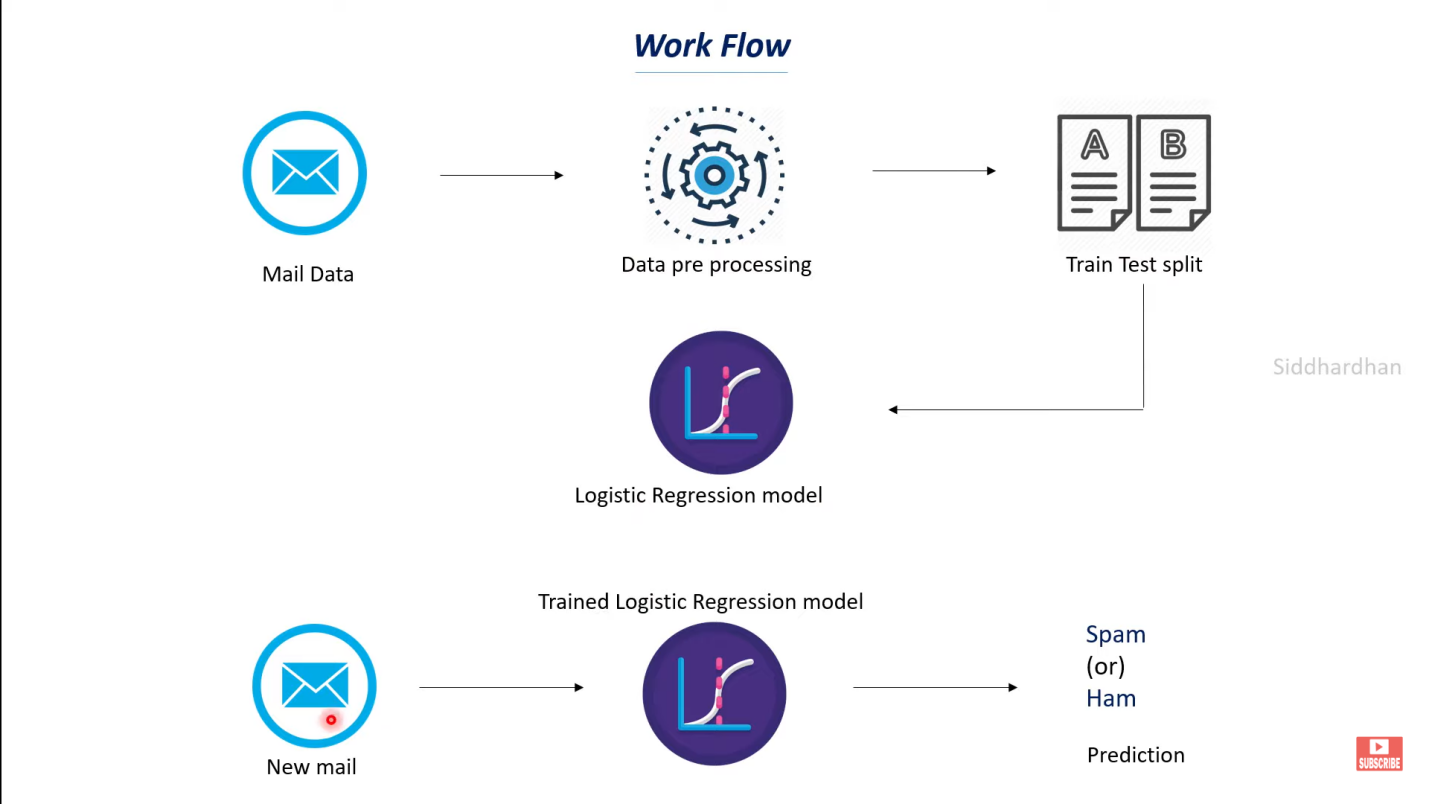 Work Flow
Mail Data
Data pre processing
A
B
Train Test split
Siddhardhan
Logistic Regression model
Trained Logistic Regression model
New mail
Spam
(or)
Ham
Prediction
SUBSCRIBE